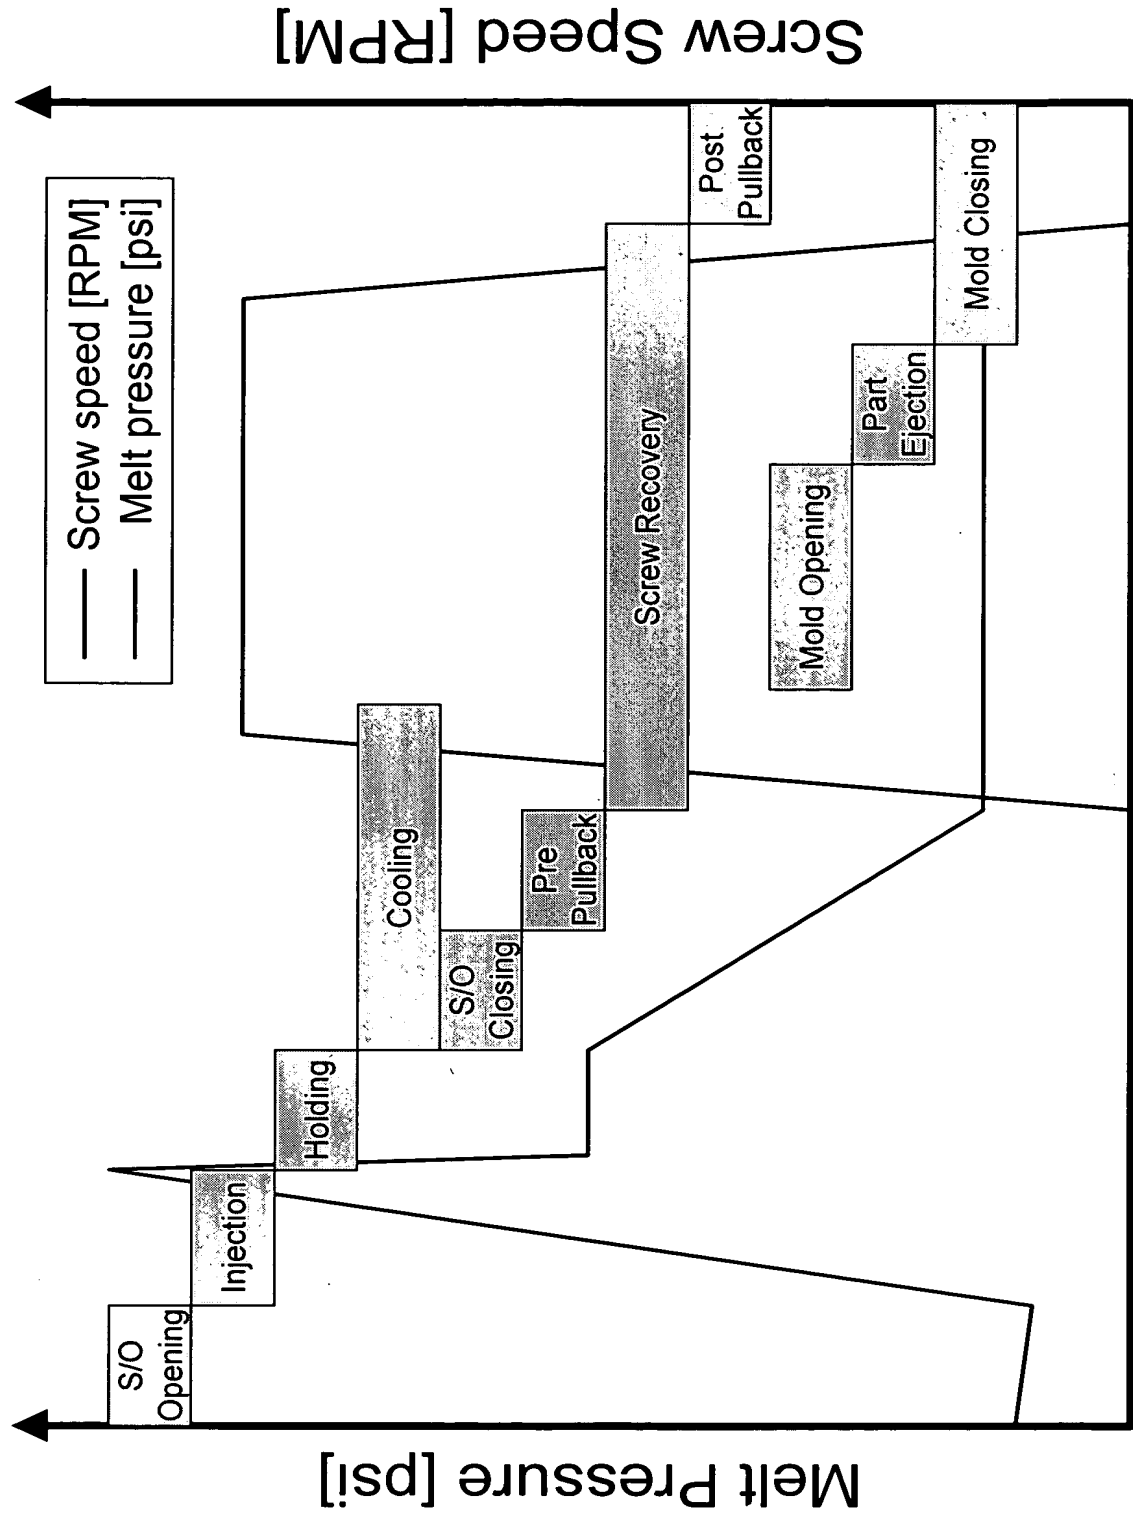 Screw speed [RPM]
Melt pressure [psi]
Melt Pressure [psi]
Screw Speed [RPM]
S/O
Opening
Injection
Holding
Cooling
S/O
Closing
Pre
Pullback
Screw Recovery
Post
Pullback
Mold Opening
Part
Ejection
Mold Closing